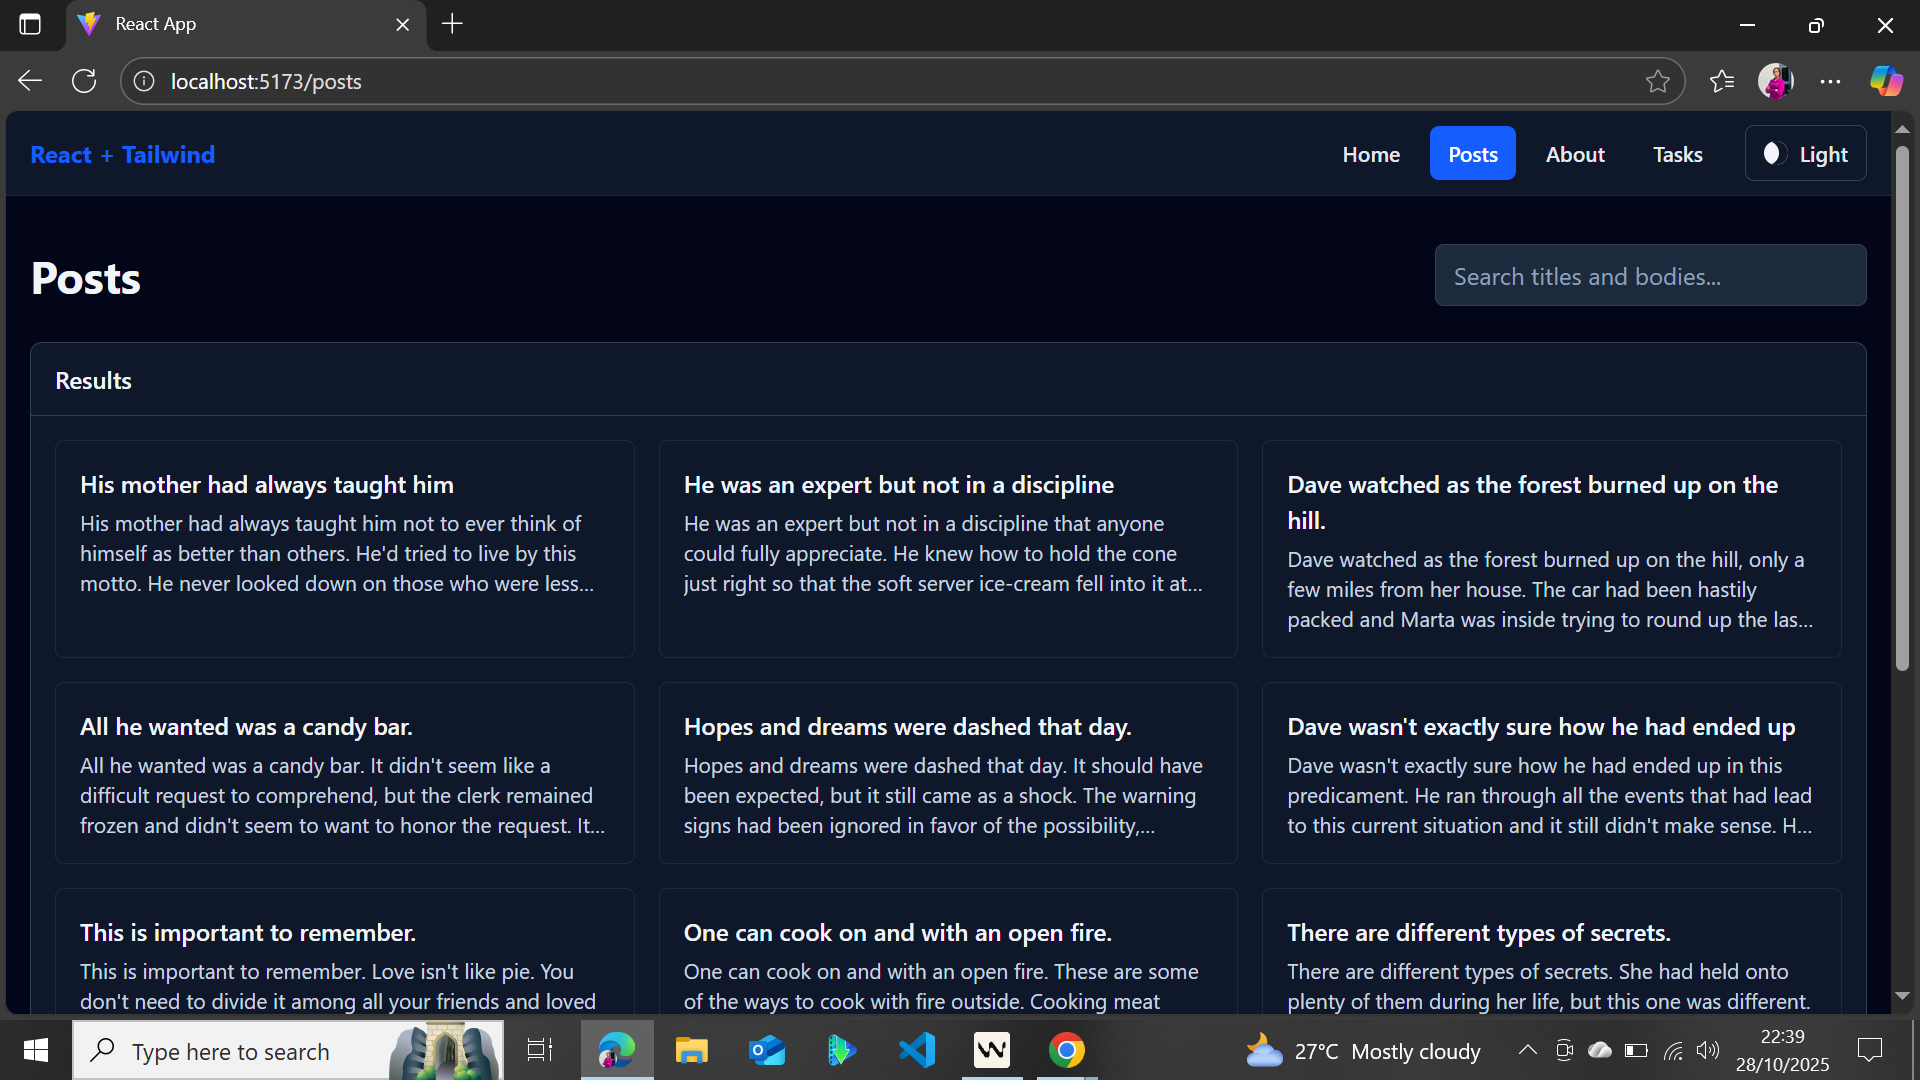 React App
localhost:5173/posts
React + Tailwind
Home
Posts
About
Tasks
Light
Posts
Search titles and bodies...
Results
His mother had always taught him
His mother had always taught him not to ever think of
himself as better than others. He'd tried to live by this
motto. He never looked down on those who were less...
He was an expert but not in a discipline
He was an expert but not in a discipline that anyone
could fully appreciate. He knew how to hold the cone
just right so that the soft server ice-cream fell into it at...
Dave watched as the forest burned up on the
hill.
Dave watched as the forest burned up on the hill, only a
few miles from her house. The car had been hastily
packed and Marta was inside trying to round up the las...
All he wanted was a candy bar.
All he wanted was a candy bar. It didn't seem like a
difficult request to comprehend, but the clerk remained
frozen and didn't seem to want to honor the request. It...
Hopes and dreams were dashed that day.
Hopes and dreams were dashed that day. It should have
been expected, but it still came as a shock. The warning
signs had been ignored in favor of the possibility,...
Dave wasn't exactly sure how he had ended up
Dave wasn't exactly sure how he had ended up in this
predicament. He ran through all the events that had lead
to this current situation and it still didn't make sense. H...
This is important to remember.
This is important to remember. Love isn't like pie. You
don't need to divide it among all your friends and loved
One can cook on and with an open fire.
One can cook on and with an open fire. These are some
of the ways to cook with fire outside. Cooking meat
There are different types of secrets.
There are different types of secrets. She had held onto
plenty of them during her life, but this one was different.
Type here to search
27°C Mostly cloudy
22:39
28/10/2025